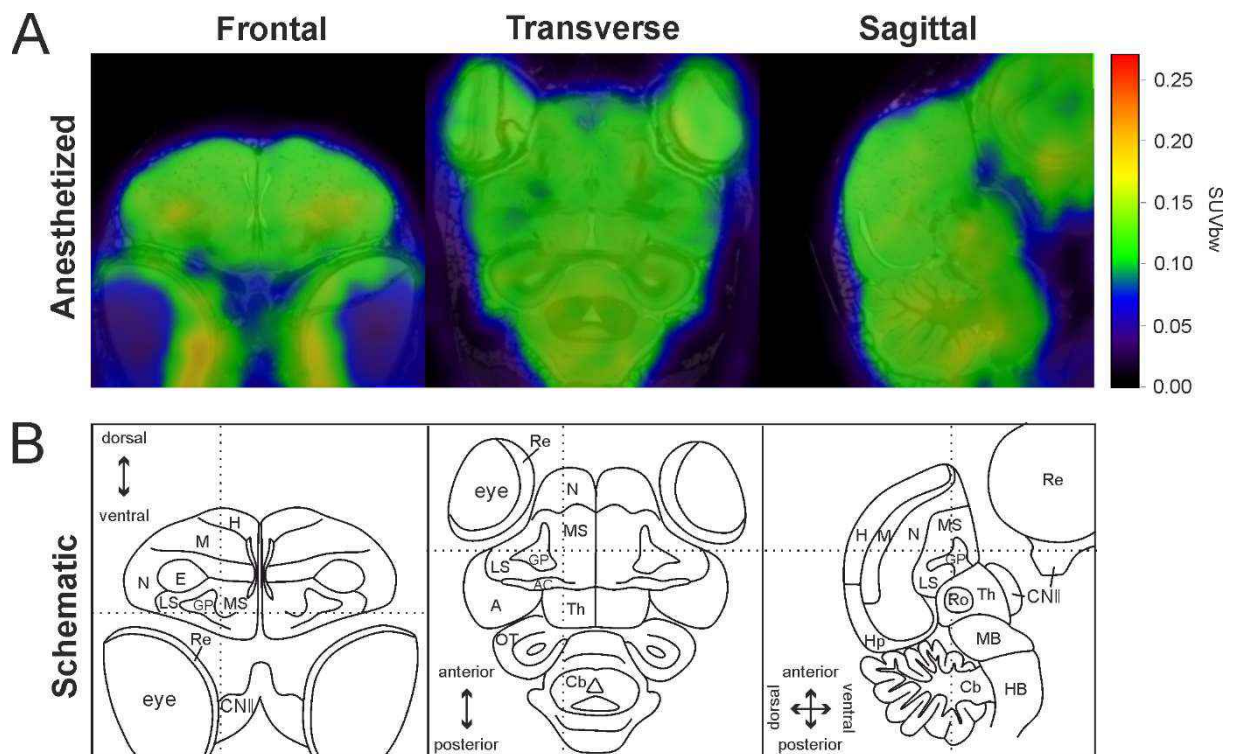 A
Frontal
Transverse
Sagittal
Anesthetized
0.25
0.20
0.15
0.10
0.05
0.00
SUVbw
B
Schematic
dorsal
ventral
H
M
N
E
LS
GP
MS
Re
eye
CNII
Re
eye
N
MS
GP
LS
AC
A
Th
OT
Cb
anterior
posterior
Re
H
M
N
MS
GP
LS
Ro
Th
CNII
Hp
MB
Cb
HB
anterior
dorsal
ventral
posterior